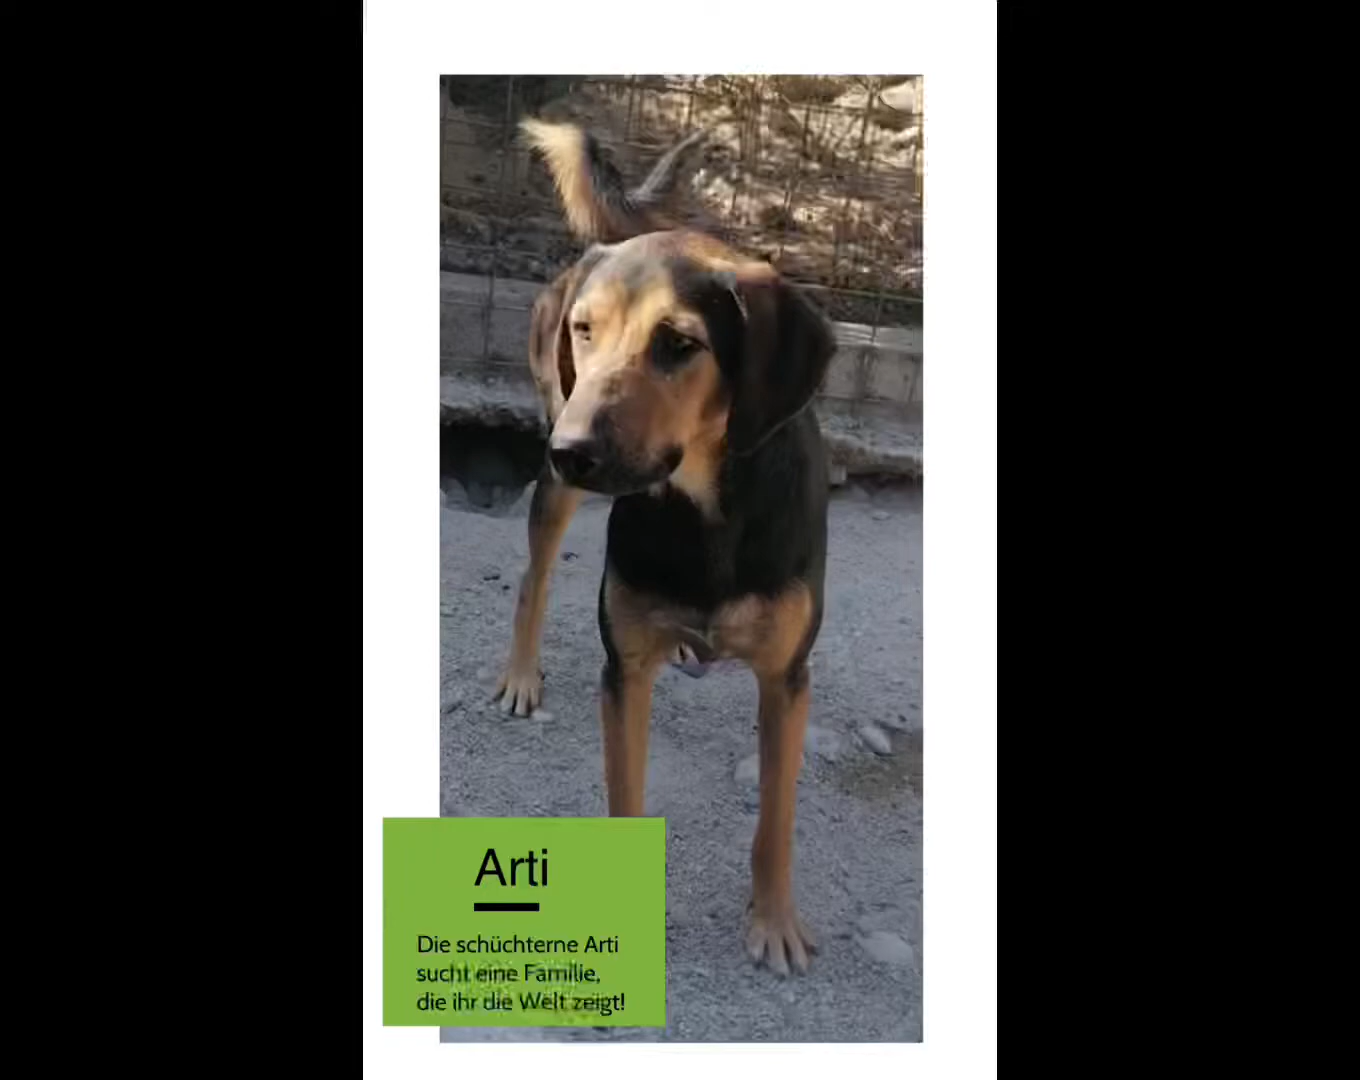 Arti
Die schüchterne Arti
sucht eine Familie,
die ihr die Welt zeigt!